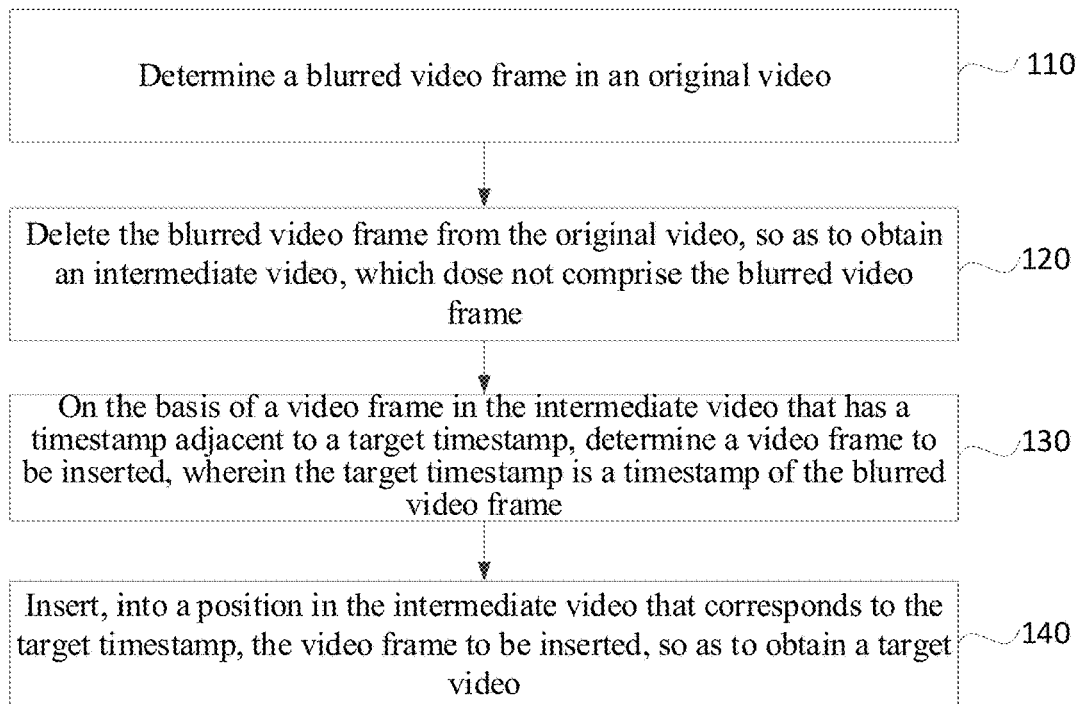 Determine a blurred video frame in an original video
110
Delete the blurred video frame from the original video, so as to obtain
an intermediate video, which dose not comprise the blurred video
frame
120
On the basis of a video frame in the intermediate video that has a
timestamp adjacent to a target timestamp, determine a video frame to
be inserted, wherein the target timestamp is a timestamp of the blurred
video frame
130
Insert, into a position in the intermediate video that corresponds to the
target timestamp, the video frame to be inserted, so as to obtain a target
video
140